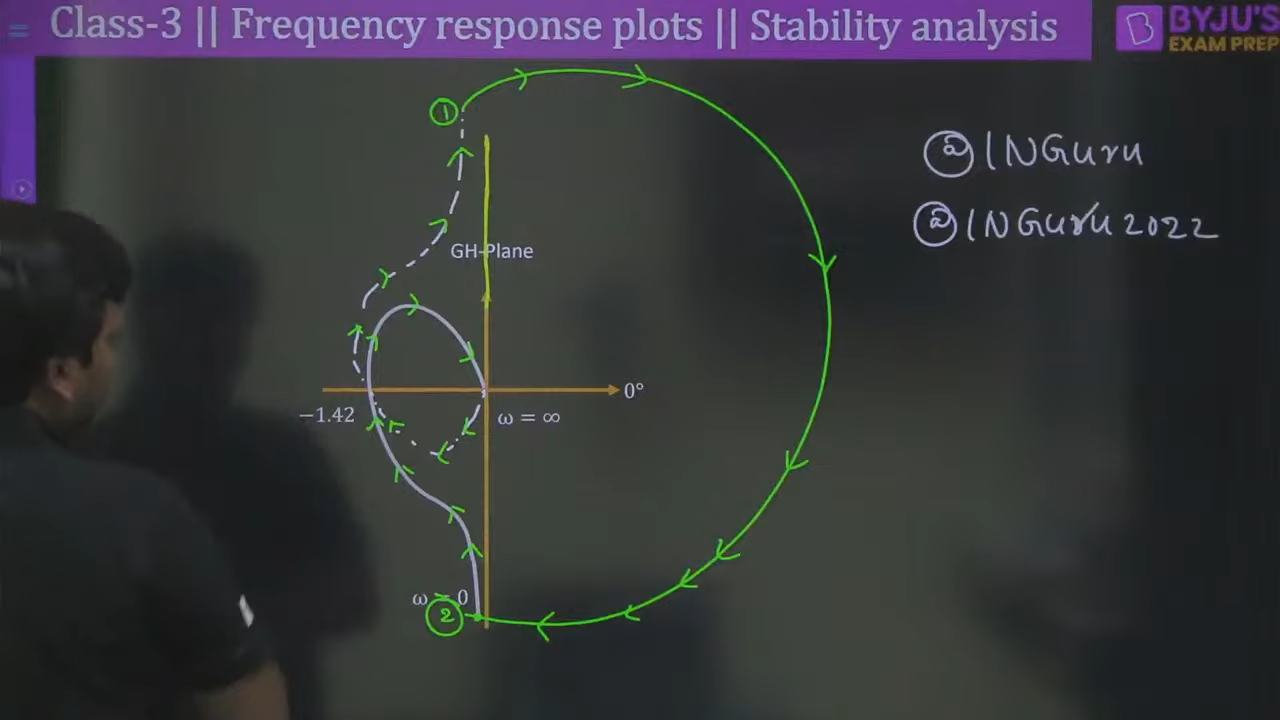 Class-3 || Frequency response plots || Stability analysis
BYJU'S
EXAM PREP
1
@INGuru
@INGuru2022
GH-Plane
0°
−1.42
ω = ∞
ω = 0
2